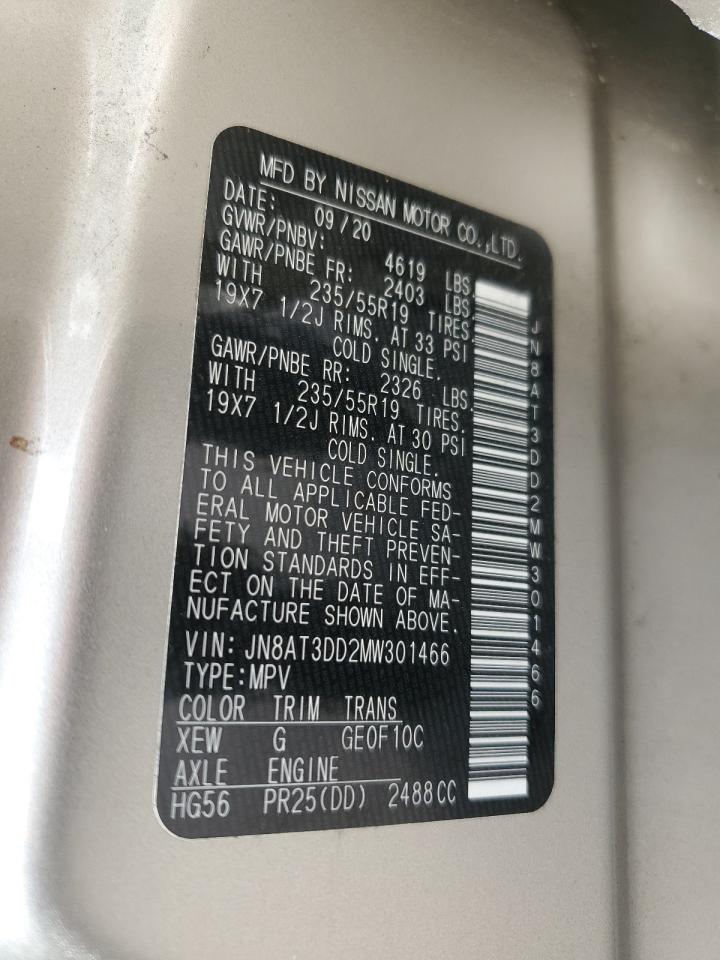 MFD BY NISSAN MOTOR CO.,LTD.
DATE: 09/20
GVWR/PNBV: 4619 LBS
GAWR/PNBE FR: 2403 LBS
WITH 235/55R19 TIRES
19X7 1/2J RIMS. AT 33 PSI
COLD SINGLE.
GAWR/PNBE RR: 2326 LBS.
WITH 235/55R19 TIRES.
19X7 1/2J RIMS. AT 30 PSI
COLD SINGLE.
THIS VEHICLE CONFORMS
TO ALL APPLICABLE FED-
ERAL MOTOR VEHICLE SA-
FETY AND THEFT PREVEN-
TION STANDARDS IN EFF-
ECT ON THE DATE OF MA-
NUFACTURE SHOWN ABOVE.
VIN: JN8AT3DD2MW301466
TYPE:MPV
COLOR TRIM TRANS
XEW G GE0F10C
AXLE ENGINE
HG56 PR25(DD) 2488CC
JN8AT3DD2MW301466